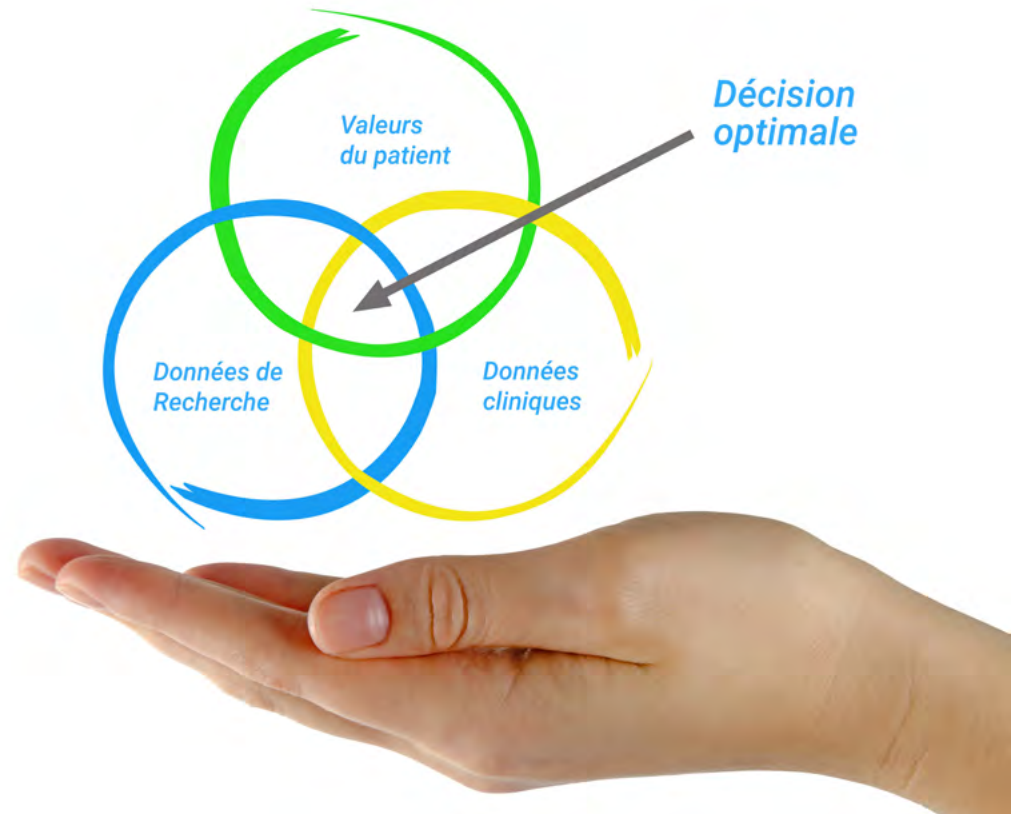 Valeurs
du patient
Décision
optimale
Données de
Recherche
Données
cliniques